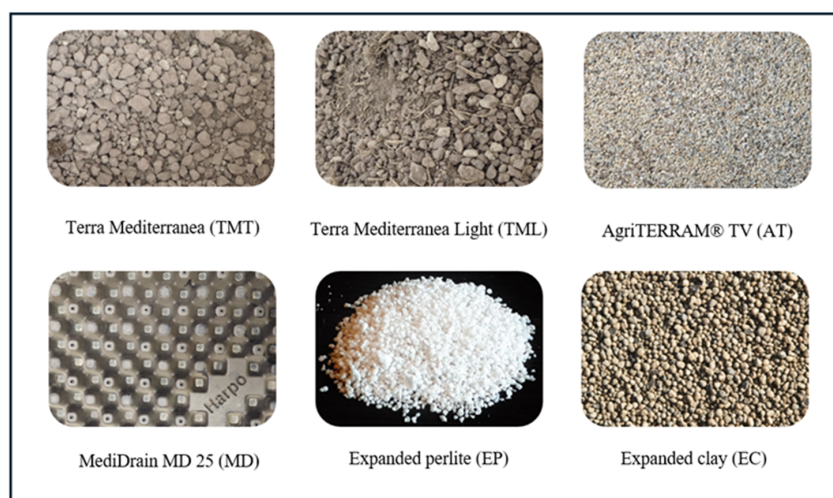 Terra Mediterranea (TMT)
Terra Mediterranea Light (TML)
AgriTERRAM® TV (AT)
Harpo
MediDrain MD 25 (MD)
Expanded perlite (EP)
Expanded clay (EC)